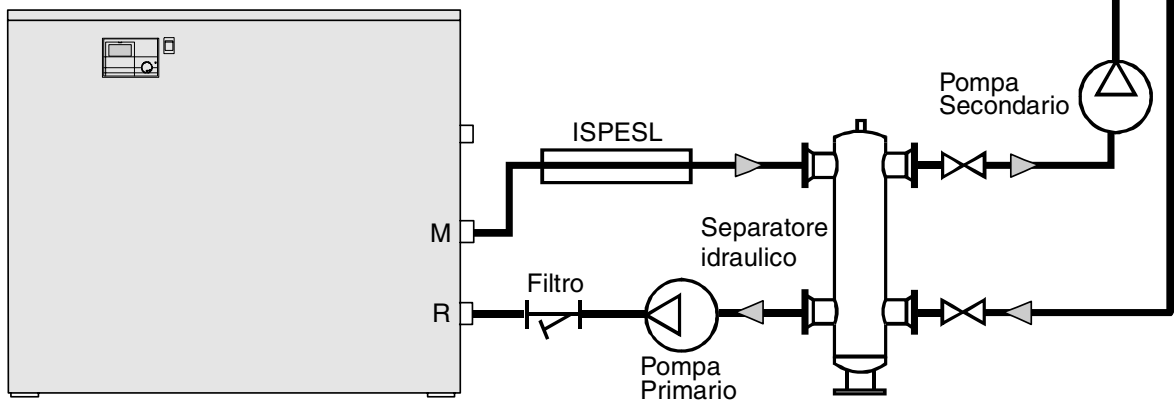 Pompa
Secondario
ISPESL
M
Separatore
idraulico
Filtro
R
Pompa
Primario